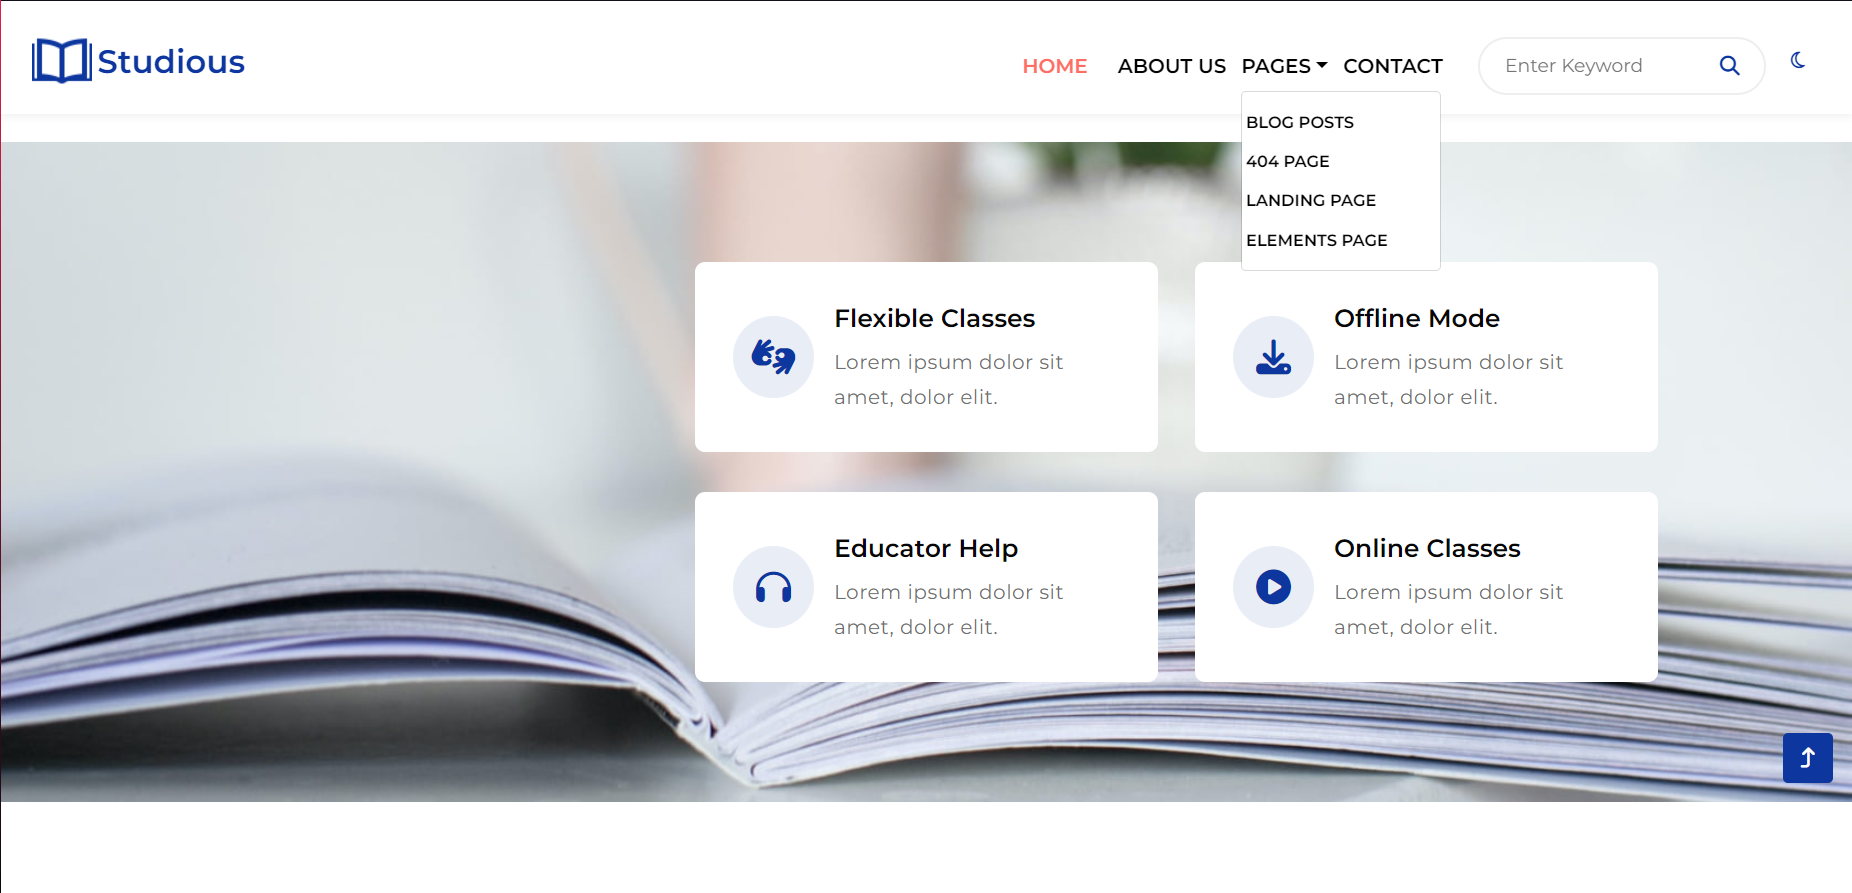 Studious
HOME ABOUT US PAGES CONTACT Enter Keyword
BLOG POSTS
404 PAGE
LANDING PAGE
ELEMENTS PAGE
Flexible Classes
Lorem ipsum dolor sit
amet, dolor elit.
Offline Mode
Lorem ipsum dolor sit
amet, dolor elit.
Educator Help
Lorem ipsum dolor sit
amet, dolor elit.
Online Classes
Lorem ipsum dolor sit
amet, dolor elit.